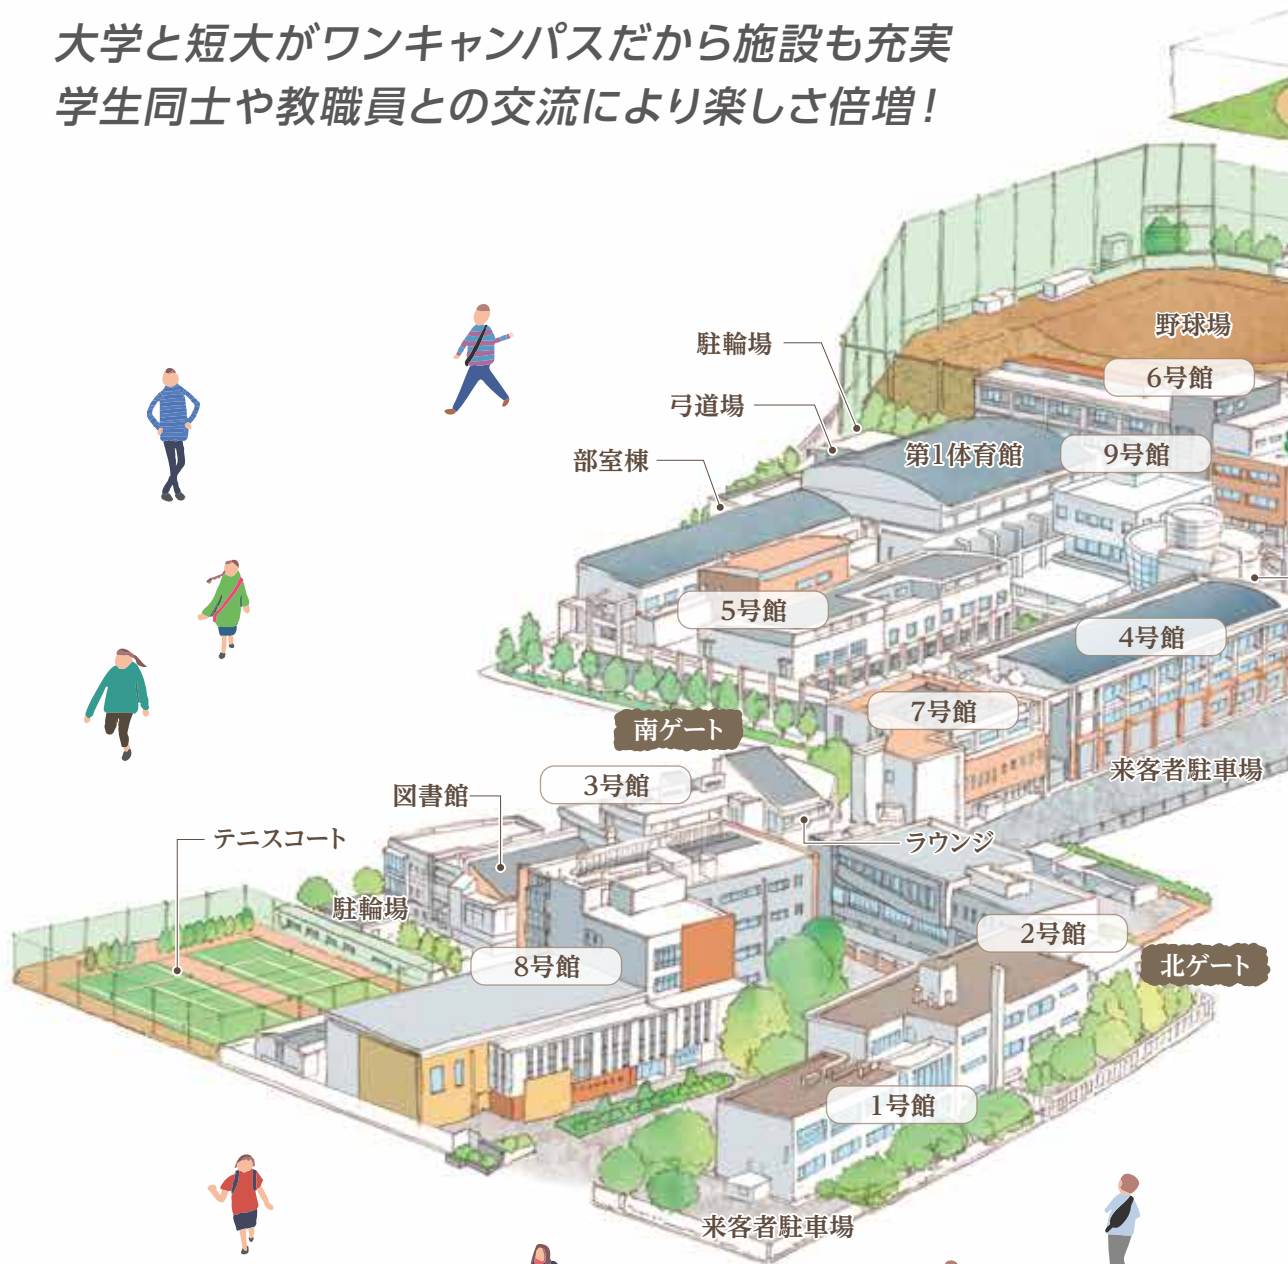 大学と短大がワンキャンパスだから施設も充実
学生同士や教職員との交流により楽しさ倍増!
野球場
駐輪場
6号館
弓道場
第1体育館
9号館
部室棟
5号館
4号館
7号館
南ゲート
来客者駐車場
3号館
図書館
テニスコート
ラウンジ
駐輪場
2号館
8号館
北ゲート
1号館
来客者駐車場